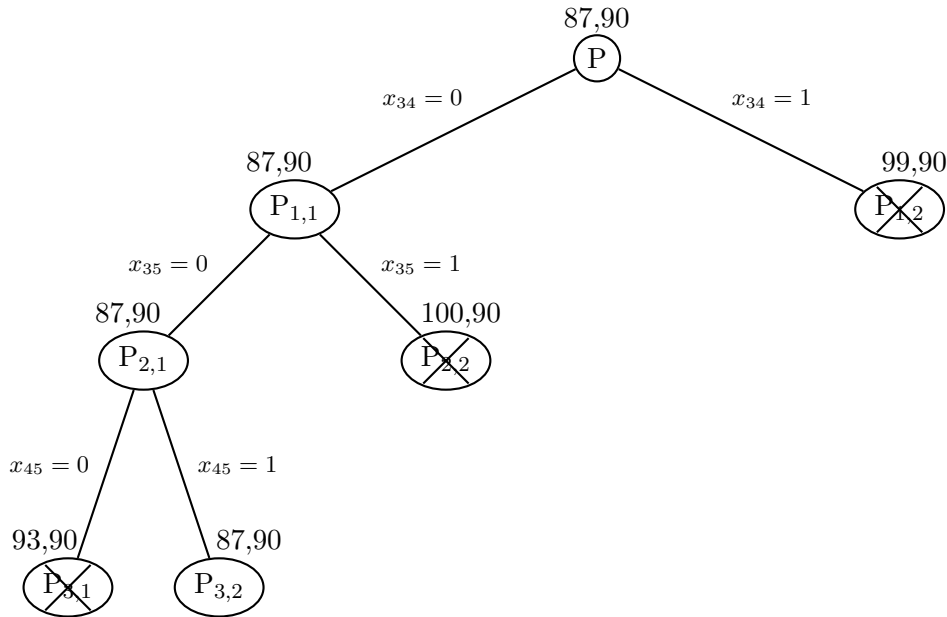 87,90
P
x₃₄ = 0
x₃₄ = 1
87,90
99,90
P₁,₁
P₁,₂
x₃₅ = 0
x₃₅ = 1
87,90
100,90
P₂,₁
P₂,₂
x₄₅ = 0
x₄₅ = 1
93,90
87,90
P₃,₁
P₃,₂